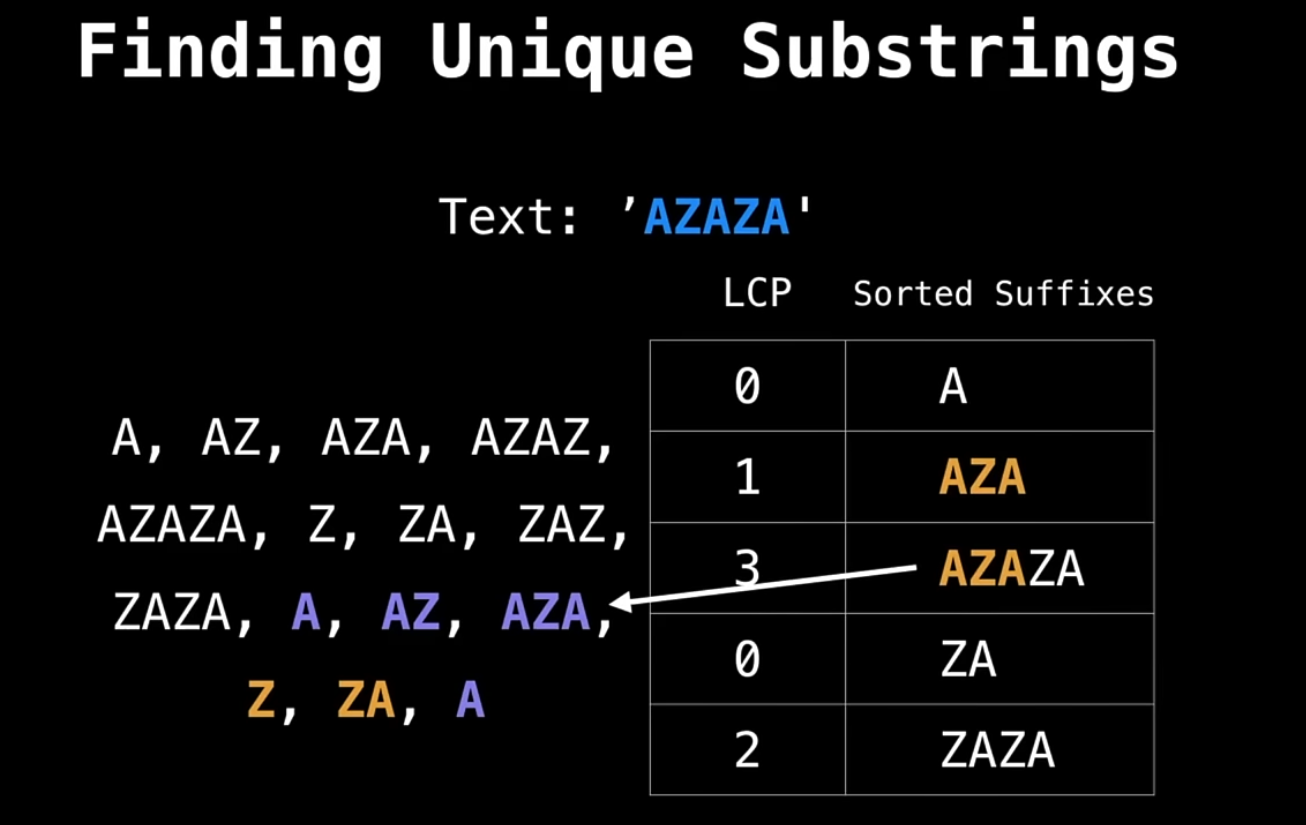 Finding Unique Substrings
Text: ’AZAZA'
LCP Sorted Suffixes
A, AZ, AZA, AZAZ,
AZAZA, Z, ZA, ZAZ,
ZAZA, A, AZ, AZA,
Z, ZA, A
0 A
1 AZA
3 AZAZA
0 ZA
2 ZAZA